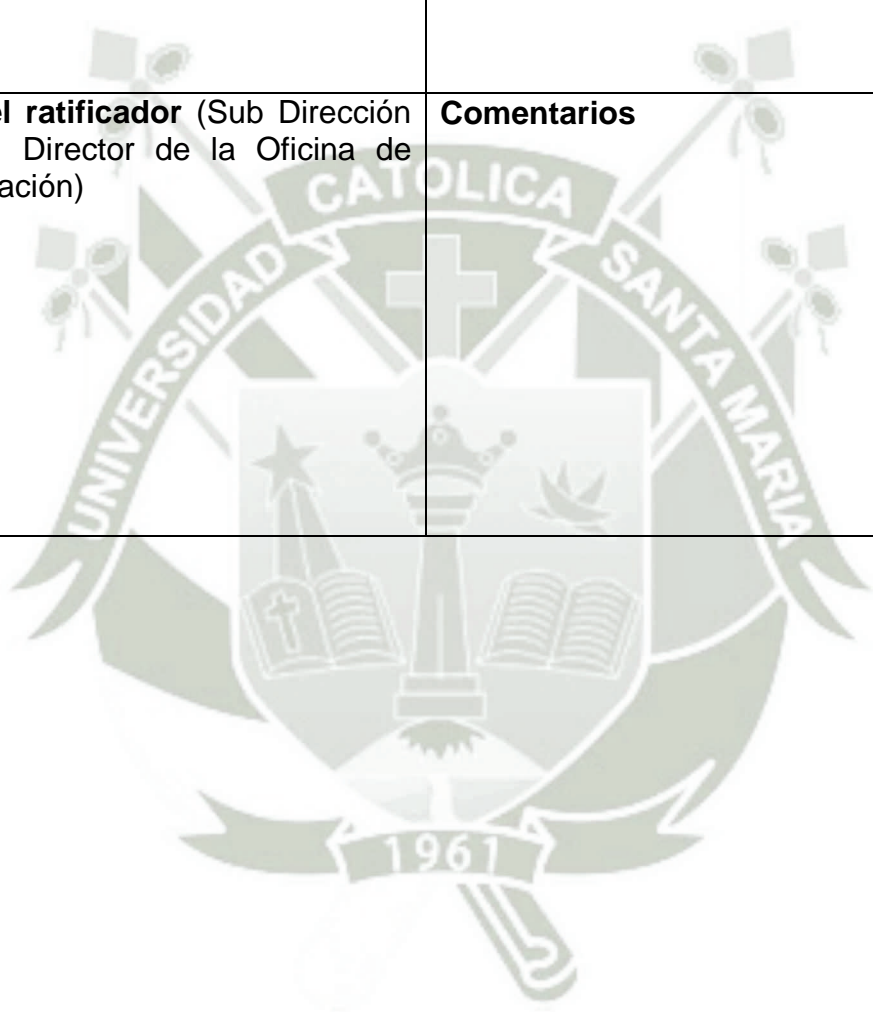 el ratificador (Sub Dirección
Director de la Oficina de
ación)
Comentarios
CATOLICA
UNIVERSIDAD
SANTA MARIA
1961